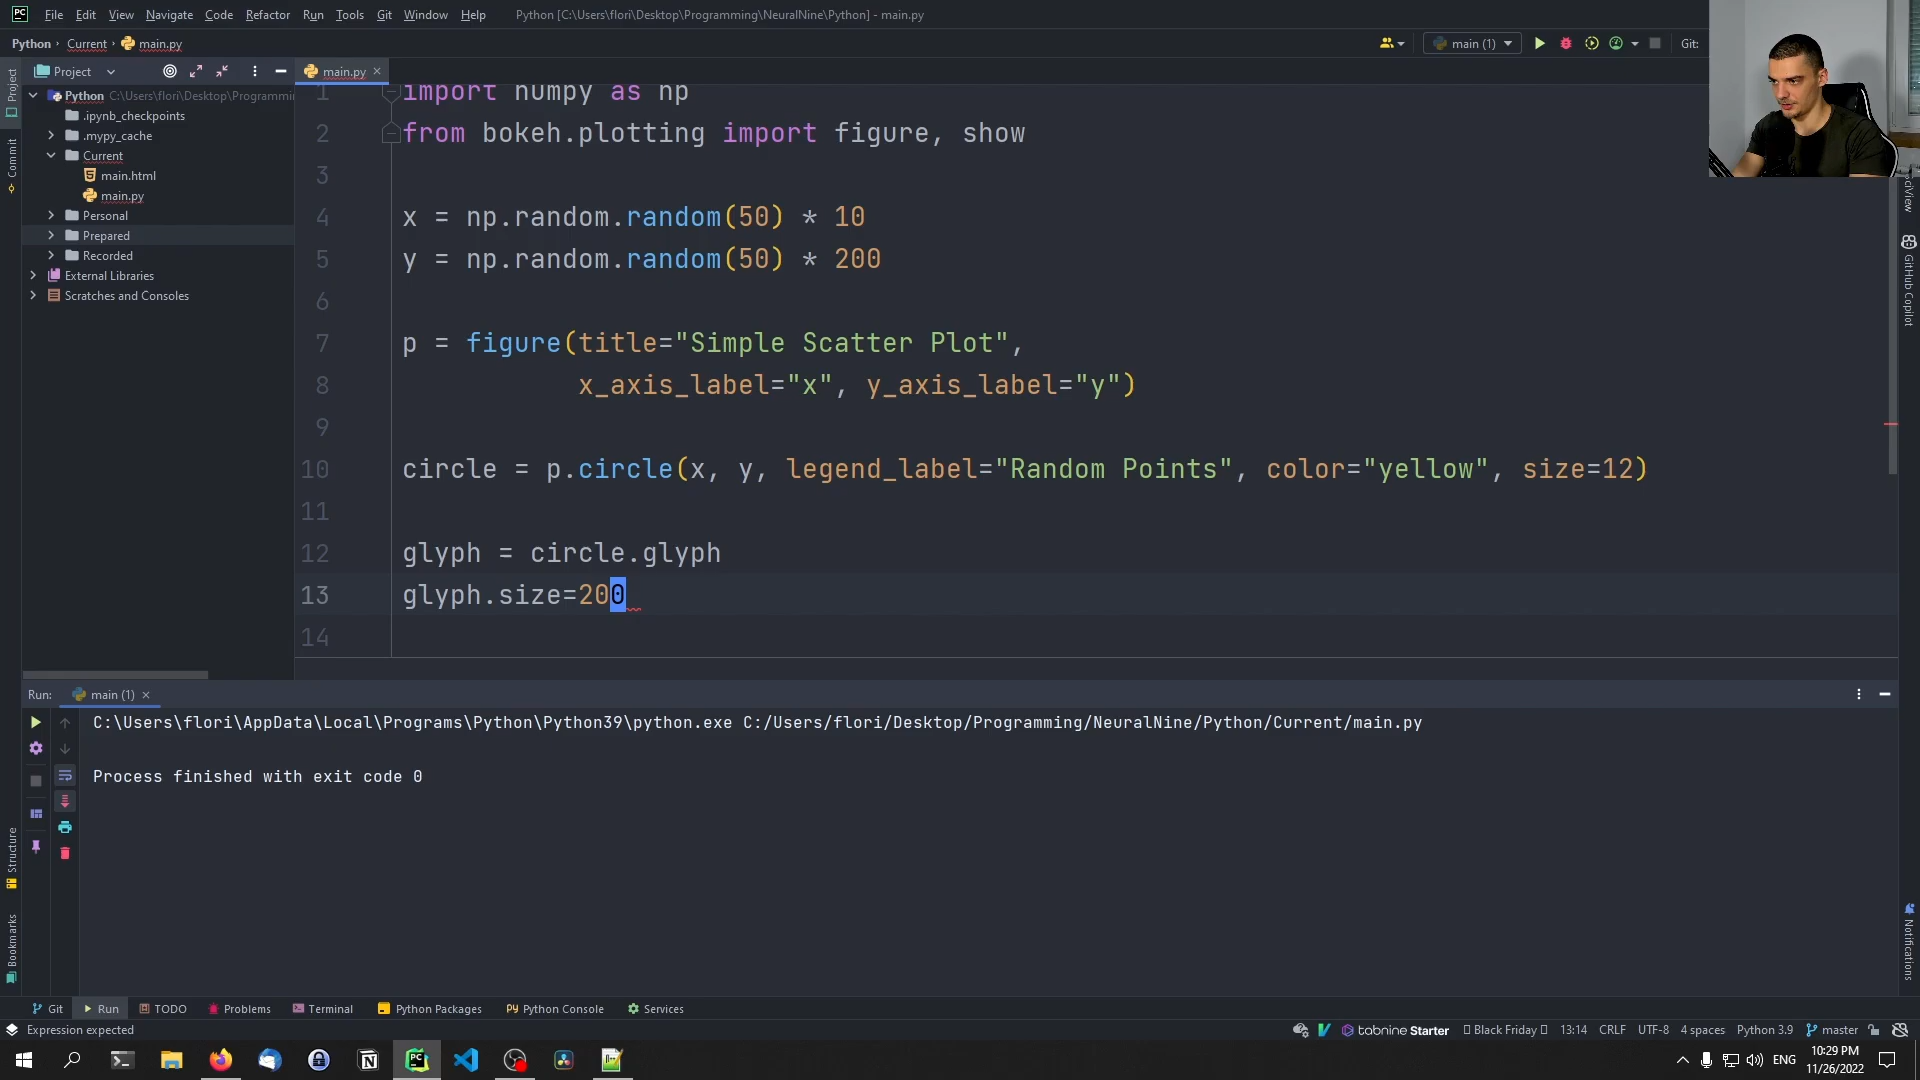 File Edit View Navigate Code Refactor Run Tools Git Window Help Python [C:\Users\flori\Desktop\Programming\NeuralNine\Python] - main.py
Python Current main.py main (1) Git:
Project main.py
Python C:\Users\flori\Desktop\Programmi
.ipynb_checkpoints
.mypy_cache
Current
main.html
main.py
Personal
Prepared
Recorded
External Libraries
Scratches and Consoles
Project
Commit
Structure
Bookmarks
1 import numpy as np
2 from bokeh.plotting import figure, show
3
4 x = np.random.random(50) * 10
5 y = np.random.random(50) * 200
6
7 p = figure(title="Simple Scatter Plot",
8 x_axis_label="x", y_axis_label="y")
9
10 circle = p.circle(x, y, legend_label="Random Points", color="yellow", size=12)
11
12 glyph = circle.glyph
13 glyph.size=200
14
GitHub Copilot
Notifications
Run: main (1)
C:\Users\flori\AppData\Local\Programs\Python\Python39\python.exe C:/Users/flori/Desktop/Programming/NeuralNine/Python/Current/main.py
Process finished with exit code 0
Git Run TODO Problems Terminal Python Packages Python Console Services
Expression expected tabnine Starter Black Friday 13:14 CRLF UTF-8 4 spaces Python 3.9 master
ENG 10:29 PM
11/26/2022